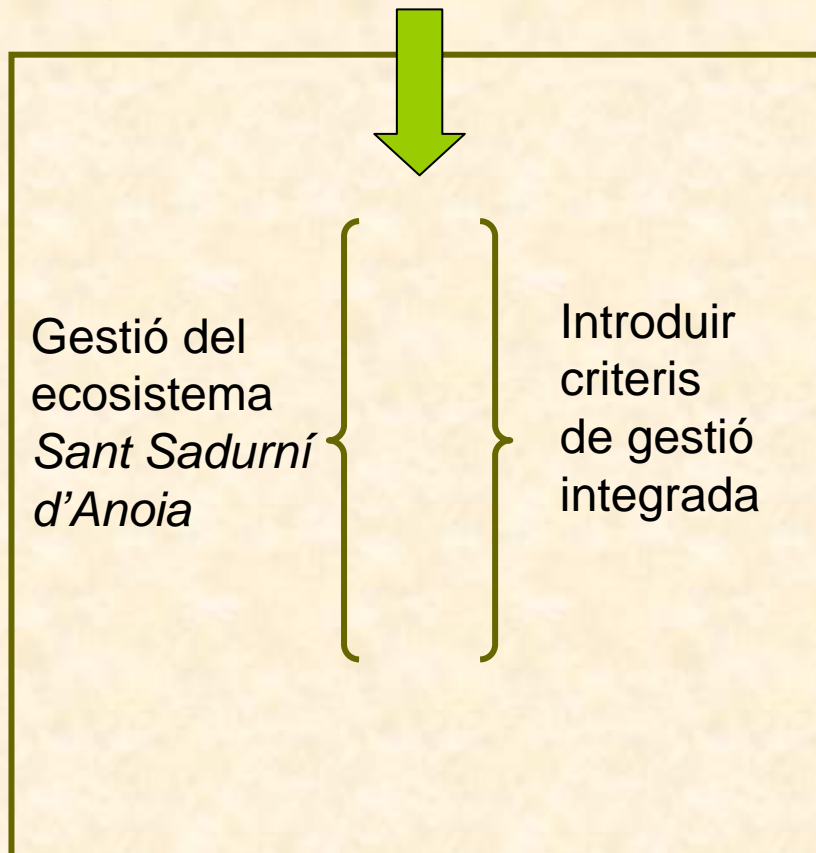 Gestió del
ecosistema
Sant Sadurní
d’Anoia
Introduir
criteris
de gestió
integrada